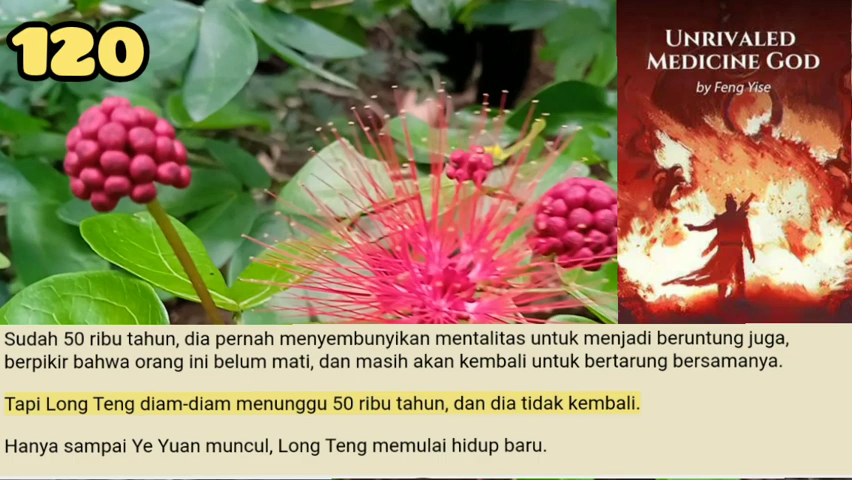 120
UNRIVALED
MEDICINE GOD
by Feng Yise
Sudah 50 ribu tahun, dia pernah menyembunyikan mentalitas untuk menjadi beruntung juga,
berpikir bahwa orang ini belum mati, dan masih akan kembali untuk bertarung bersamanya.
Tapi Long Teng diam-diam menunggu 50 ribu tahun, dan dia tidak kembali.
Hanya sampai Ye Yuan muncul, Long Teng memulai hidup baru.